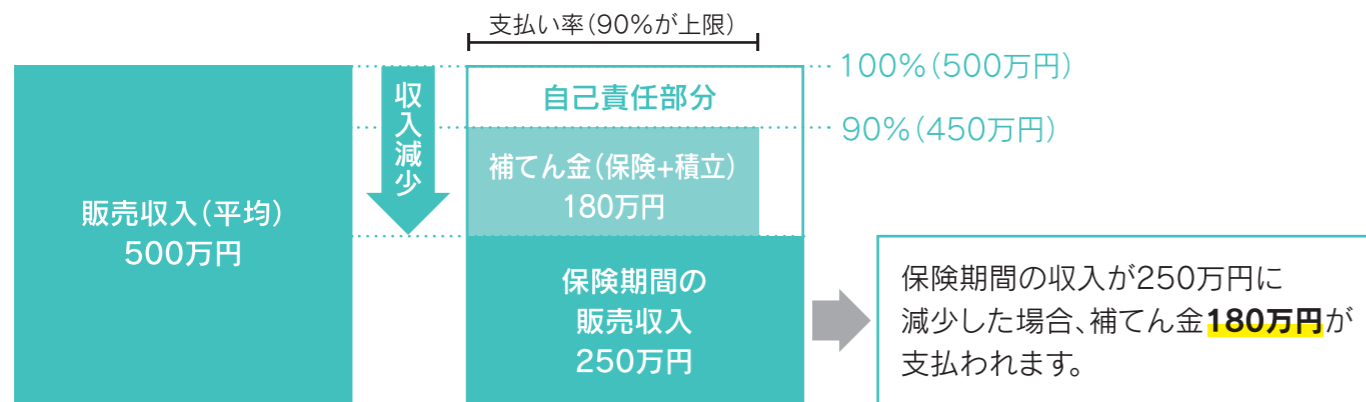 支払い率（90%が上限）
100%（500万円）
90%（450万円）
収入減少
自己責任部分
補てん金（保険+積立）
180万円
販売収入（平均）
500万円
保険期間の
販売収入
250万円
保険期間の収入が250万円に
減少した場合、補てん金180万円が
支払われます。